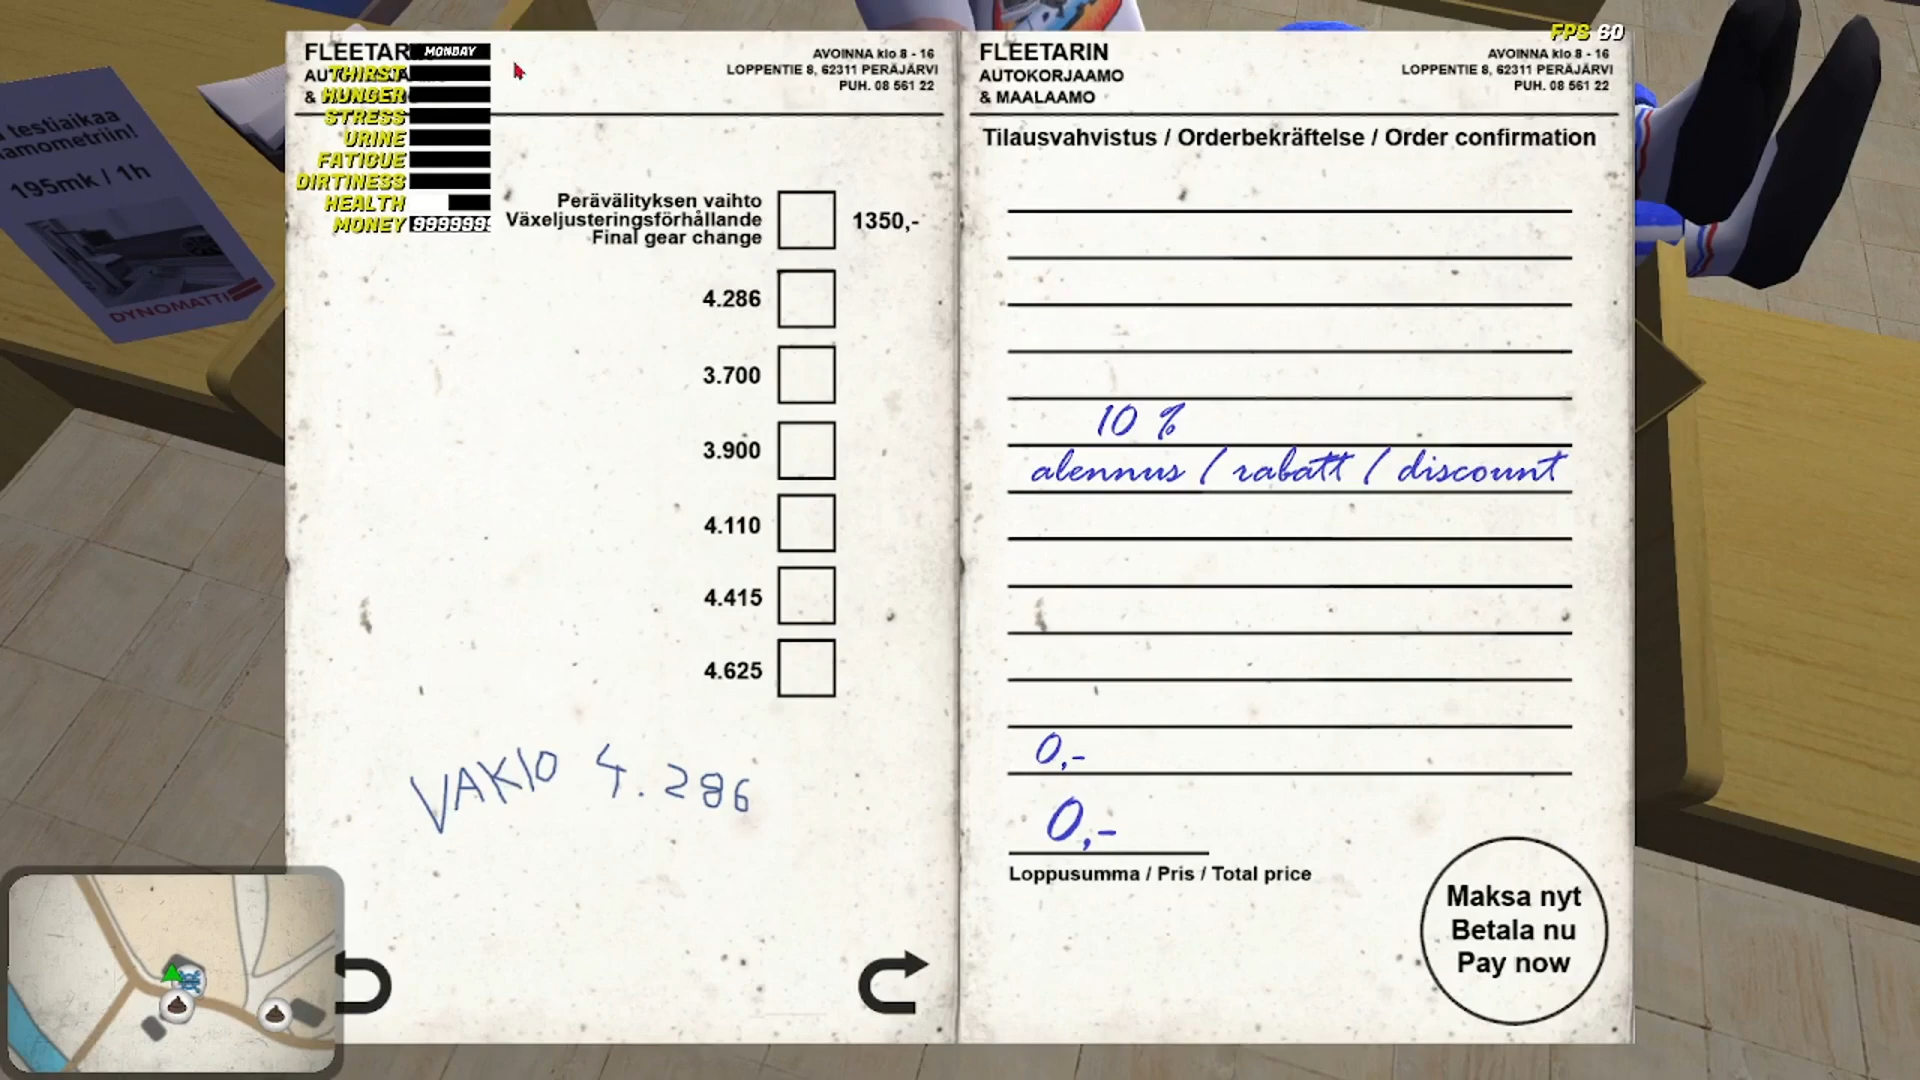 FPS 60
MONDAY
THIRST
HUNGER
STRESS
URINE
FATIGUE
DIRTINESS
HEALTH
MONEY 9999999
testiaikaa
195mk / 1h
DYNOMATTI
FLEETAR
&
AVOINNA klo 8 - 16
LOPPENTIE 8, 62311 PERÄJÄRVI
PUH. 08 561 22
Perävälityksen vaihto
Växeljusteringsförhållande
Final gear change
1350,-
4.286
3.700
3.900
4.110
4.415
4.625
VAKIO 4.286
FLEETARIN
AUTOKORJAAMO
& MAALAAMO
AVOINNA klo 8 - 16
LOPPENTIE 8, 62311 PERÄJÄRVI
PUH. 08 561 22
Tilausvahvistus / Orderbekräftelse / Order confirmation
10 %
alennus / rabatt / discount
0,-
0,-
Loppusumma / Pris / Total price
Maksa nyt
Betala nu
Pay now